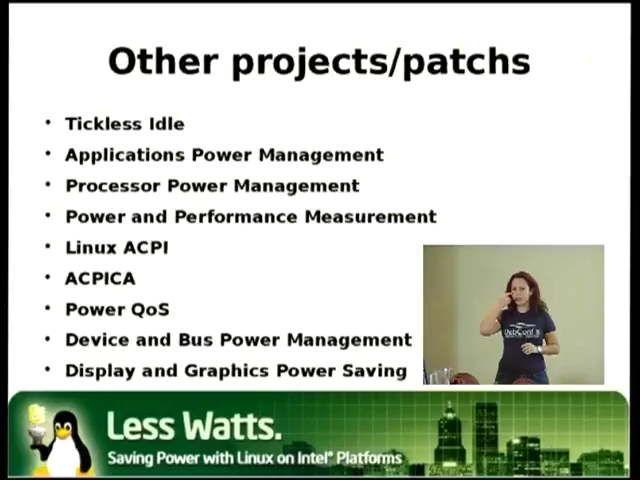 Other projects/patchs
• Tickless Idle
• Applications Power Management
• Processor Power Management
• Power and Performance Measurement
• Linux ACPI
• ACPICA
• Power QoS
• Device and Bus Power Management
• Display and Graphics Power Saving
DebConf 8
Less Watts.
Saving Power with Linux on Intel® Platforms